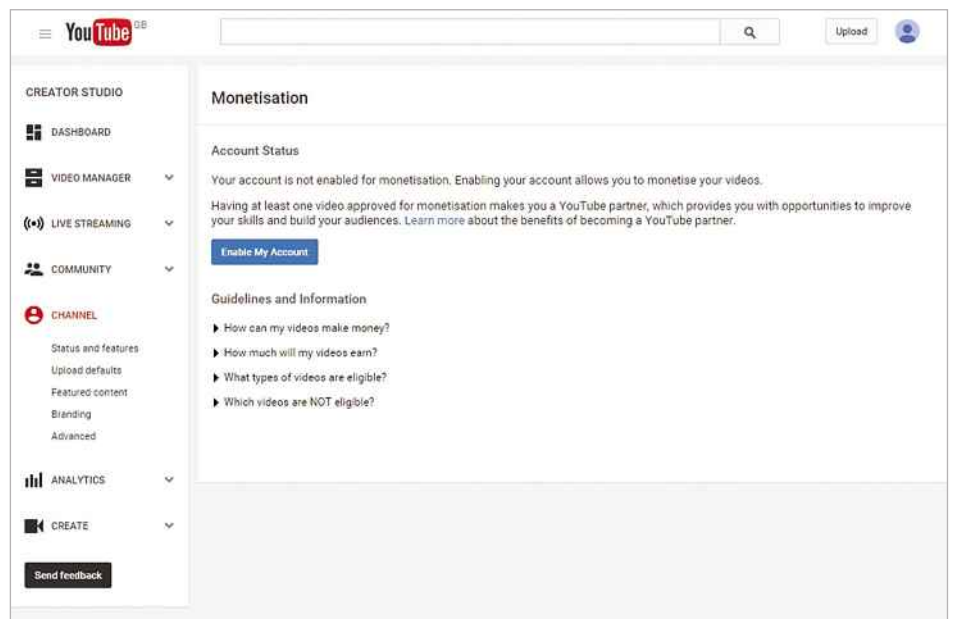 YouTube GB
Upload
CREATOR STUDIO
DASHBOARD
VIDEO MANAGER
LIVE STREAMING
COMMUNITY
CHANNEL
Status and features
Upload defaults
Featured content
Branding
Advanced
ANALYTICS
CREATE
Send feedback
Monetisation
Account Status
Your account is not enabled for monetisation. Enabling your account allows you to monetise your videos.
Having at least one video approved for monetisation makes you a YouTube partner, which provides you with opportunities to improve
your skills and build your audiences. Learn more about the benefits of becoming a YouTube partner.
Enable My Account
Guidelines and Information
How can my videos make money?
How much will my videos earn?
What types of videos are eligible?
Which videos are NOT eligible?